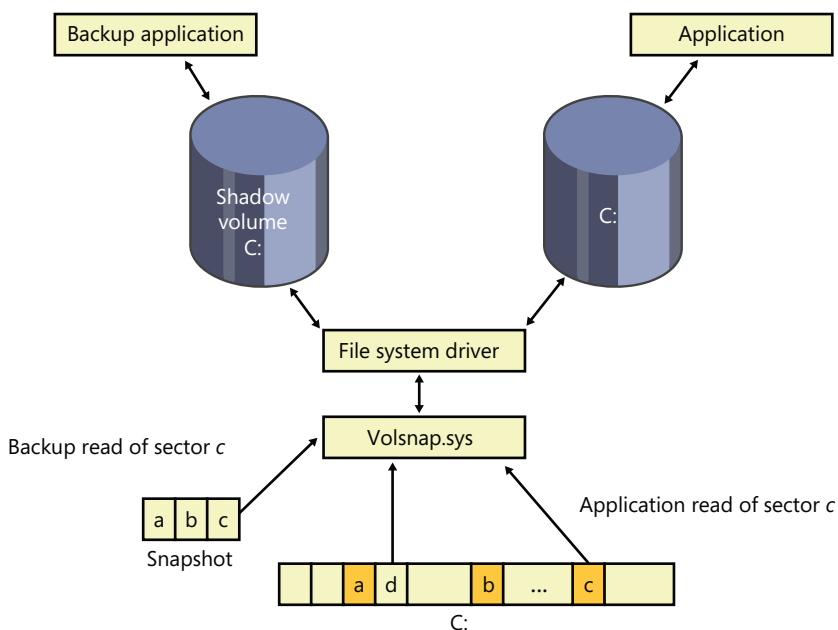 Backup application
Application
Shadow
volume
C:
C:
File system driver
Volsnap.sys
Backup read of sector c
Application read of sector c
a b c
Snapshot
a d b ... c
C: